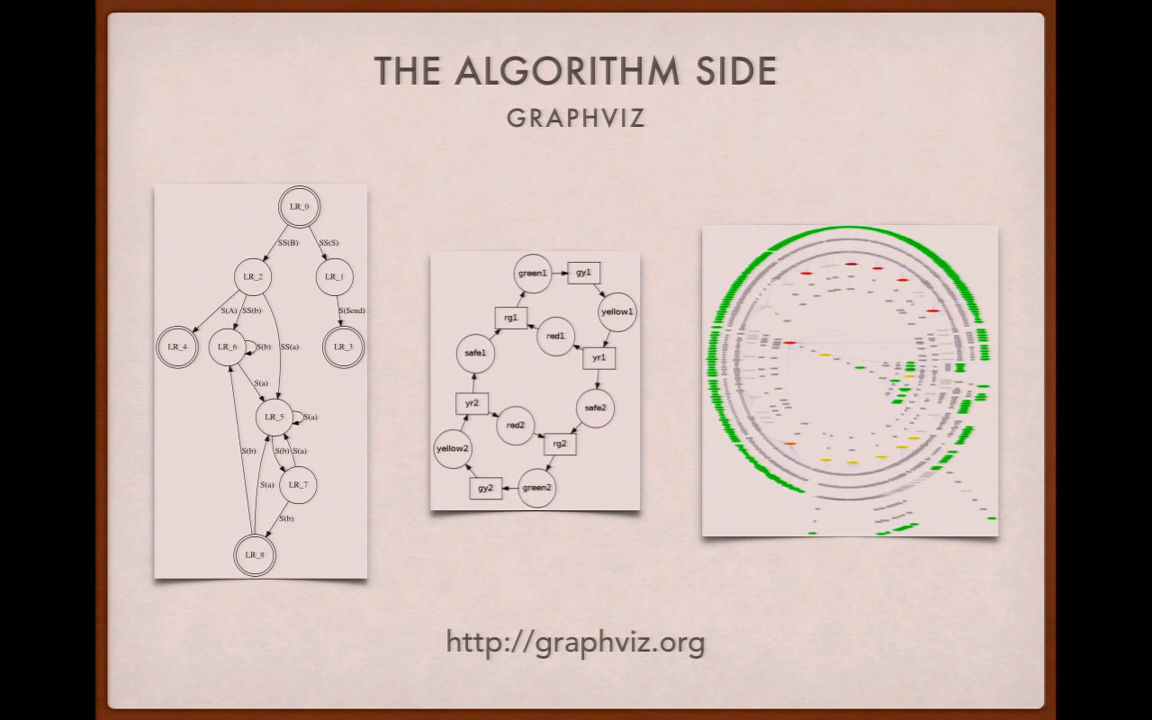 THE ALGORITHM SIDE
GRAPHVIZ
LR_0
SS(B)
SS(S)
LR_2
LR_1
S(A)
SS(b)
S($end)
LR_4
LR_6
S(b)
SS(a)
LR_3
S(a)
LR_5
S(a)
S(b)
S(b)
S(a)
S(a)
LR_7
S(b)
LR_8
green1
gy1
yellow1
rg1
red1
safe1
yr1
yr2
safe2
red2
rg2
yellow2
gy2
green2
http://graphviz.org